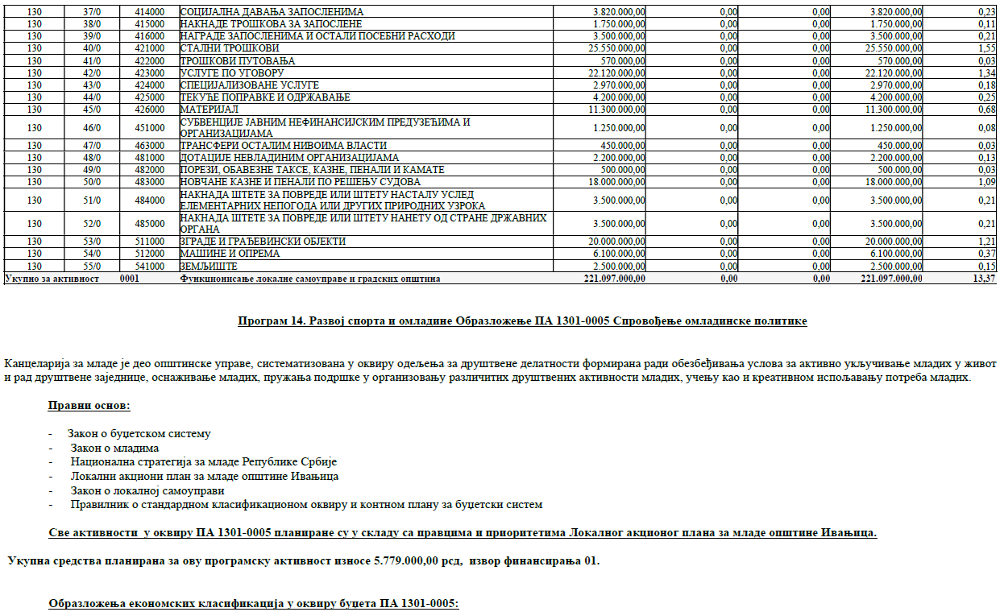 130 37/0 414000 СОЦИЈАЛНА ДАВАЊА ЗАПОСЛЕНИМА 3.820.000,00 0,00 0,00 3.820.000,00 0,23
130 38/0 415000 НАКНАДЕ ТРОШКОВА ЗА ЗАПОСЛЕНЕ 1.750.000,00 0,00 0,00 1.750.000,00 0,11
130 39/0 416000 НАГРАДЕ ЗАПОСЛЕНИМА И ОСТАЛИ ПОСЕБНИ РАСХОДИ 3.500.000,00 0,00 0,00 3.500.000,00 0,21
130 40/0 421000 СТАЛНИ ТРОШКОВИ 25.550.000,00 0,00 0,00 25.550.000,00 1,55
130 41/0 422000 ТРОШКОВИ ПУТОВАЊА 570.000,00 0,00 0,00 570.000,00 0,03
130 42/0 423000 УСЛУГЕ ПО УГОВОРУ 22.120.000,00 0,00 0,00 22.120.000,00 1,34
130 43/0 424000 СПЕЦИЈАЛИЗОВАНЕ УСЛУГЕ 2.970.000,00 0,00 0,00 2.970.000,00 0,18
130 44/0 425000 ТЕКУЋЕ ПОПРАВКЕ И ОДРЖАВАЊЕ 4.200.000,00 0,00 0,00 4.200.000,00 0,25
130 45/0 426000 МАТЕРИЈАЛ 11.300.000,00 0,00 0,00 11.300.000,00 0,68
130 46/0 451000 СУБВЕНЦИЈЕ ЈАВНИМ НЕФИНАНСИЈСКИМ ПРЕДУЗЕЋИМА И
ОРГАНИЗАЦИЈАМА 1.250.000,00 0,00 0,00 1.250.000,00 0,08
130 47/0 463000 ТРАНСФЕРИ ОСТАЛИМ НИВОИМА ВЛАСТИ 450.000,00 0,00 0,00 450.000,00 0,03
130 48/0 481000 ДОТАЦИЈЕ НЕВЛАДИНИМ ОРГАНИЗАЦИЈАМА 2.200.000,00 0,00 0,00 2.200.000,00 0,13
130 49/0 482000 ПОРЕЗИ, ОБАВЕЗНЕ ТАКСЕ, КАЗНЕ, ПЕНАЛИ И КАМАТЕ 500.000,00 0,00 0,00 500.000,00 0,03
130 50/0 483000 НОВЧАНЕ КАЗНЕ И ПЕНАЛИ ПО РЕШЕЊУ СУДОВА 18.000.000,00 0,00 0,00 18.000.000,00 1,09
130 51/0 484000 НАКНАДА ШТЕТЕ ЗА ПОВРЕДЕ ИЛИ ШТЕТУ НАСТАЛУ УСЛЕД
ЕЛЕМЕНТАРНИХ НЕПОГОДА ИЛИ ДРУГИХ ПРИРОДНИХ УЗРОКА 3.500.000,00 0,00 0,00 3.500.000,00 0,21
130 52/0 485000 НАКНАДА ШТЕТЕ ЗА ПОВРЕДЕ ИЛИ ШТЕТУ НАНЕТУ ОД СТРАНЕ ДРЖАВНИХ
ОРГАНА 3.500.000,00 0,00 0,00 3.500.000,00 0,21
130 53/0 511000 ЗГРАДЕ И ГРАЂЕВИНСКИ ОБЈЕКТИ 20.000.000,00 0,00 0,00 20.000.000,00 1,21
130 54/0 512000 МАШИНЕ И ОПРЕМА 6.100.000,00 0,00 0,00 6.100.000,00 0,37
130 55/0 541000 ЗЕМЉИШТЕ 2.500.000,00 0,00 0,00 2.500.000,00 0,15
Укупно за активност 0001 Функционисање локалне самоуправе и градских општина 221.097.000,00 0,00 0,00 221.097.000,00 13,37
Програм 14. Развој спорта и омладине Образложење ПА 1301-0005 Спровођење омладинске политике
Канцеларија за младе је део општинске управе, систематизована у оквиру одељења за друштвене делатности формирана ради обезбеђивања услова за активно укључивање младих у живот
и рад друштвене заједнице, оснаживање младих, пружања подршке у организовању различитих друштвених активности младих, учењу као и креативном испољавању потреба младих.
Правни основ:
- Закон о буџетском систему
- Закон о младима
- Национална стратегија за младе Републике Србије
- Локални акциони план за младе општине Ивањица
- Закон о локалној самоуправи
- Правилник о стандардном класификационом оквиру и контном плану за буџетски систем
Све активности у оквиру ПА 1301-0005 планиране су у складу са правцима и приоритетима Локалног акционог плана за младе општине Ивањица.
Укупна средства планирана за ову програмску активност износе 5.779.000,00 рсд, извор финансирања 01.
Образложења економских класификација у оквиру буџета ПА 1301-0005: